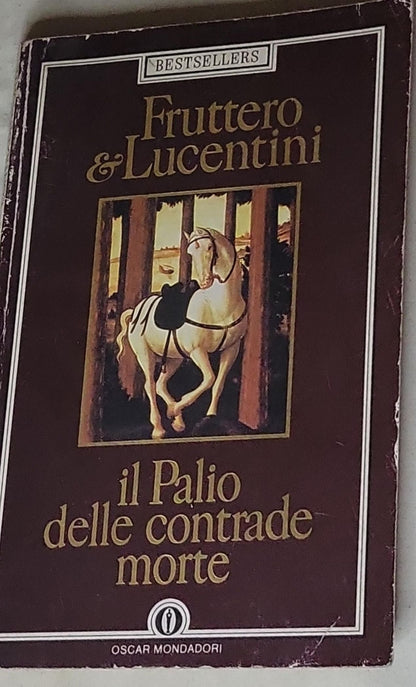 BESTSELLERS
Fruttero
&Lucentini
il Palio
delle contrade
morte
OSCAR MONDADORI